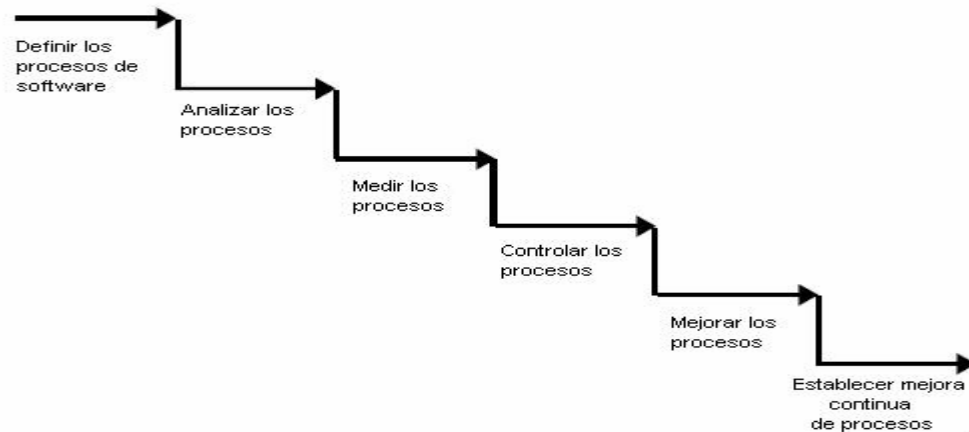 Definir los
procesos de
software
Analizar los
procesos
Medir los
procesos
Controlar los
procesos
Mejorar los
procesos
Establecer mejora
continua
de procesos